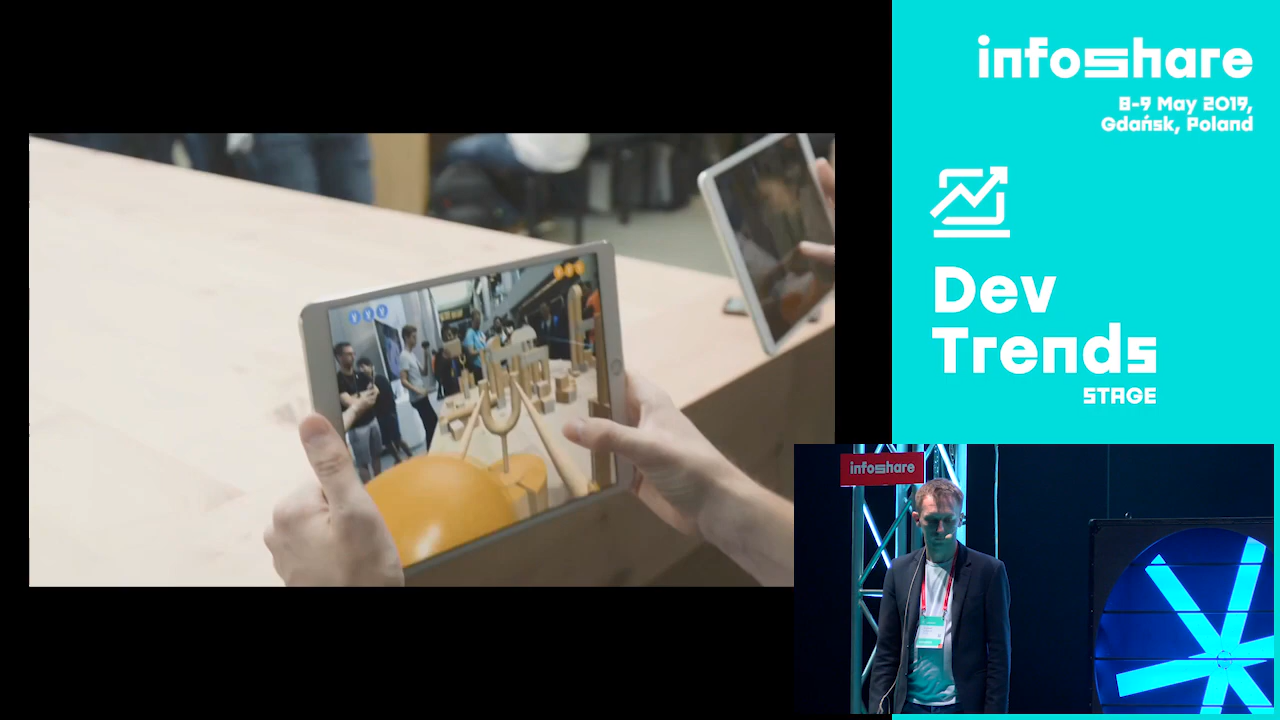 infoshare
8-9 May 2019,
Gdańsk, Poland
Dev
Trends
STAGE
infoshare